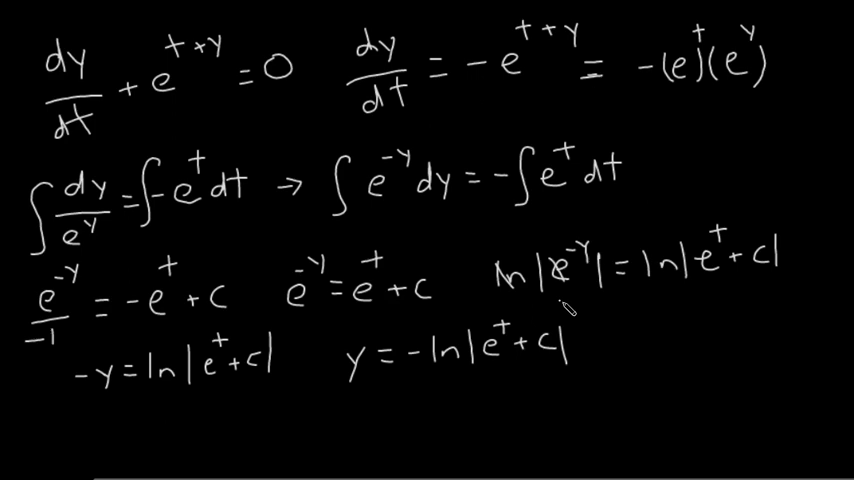 dy/dt + e^(t+y) = 0    dy/dt = -e^(t+y) = -(e^t)(e^y)
∫ dy/e^y = ∫ -e^t dt → ∫ e^-y dy = -∫ e^t dt
e^-y/-1 = -e^t + c    e^-y = e^t + c    ln|e^-y| = ln|e^t + c|
-y = ln|e^t + c|    y = -ln|e^t + c|